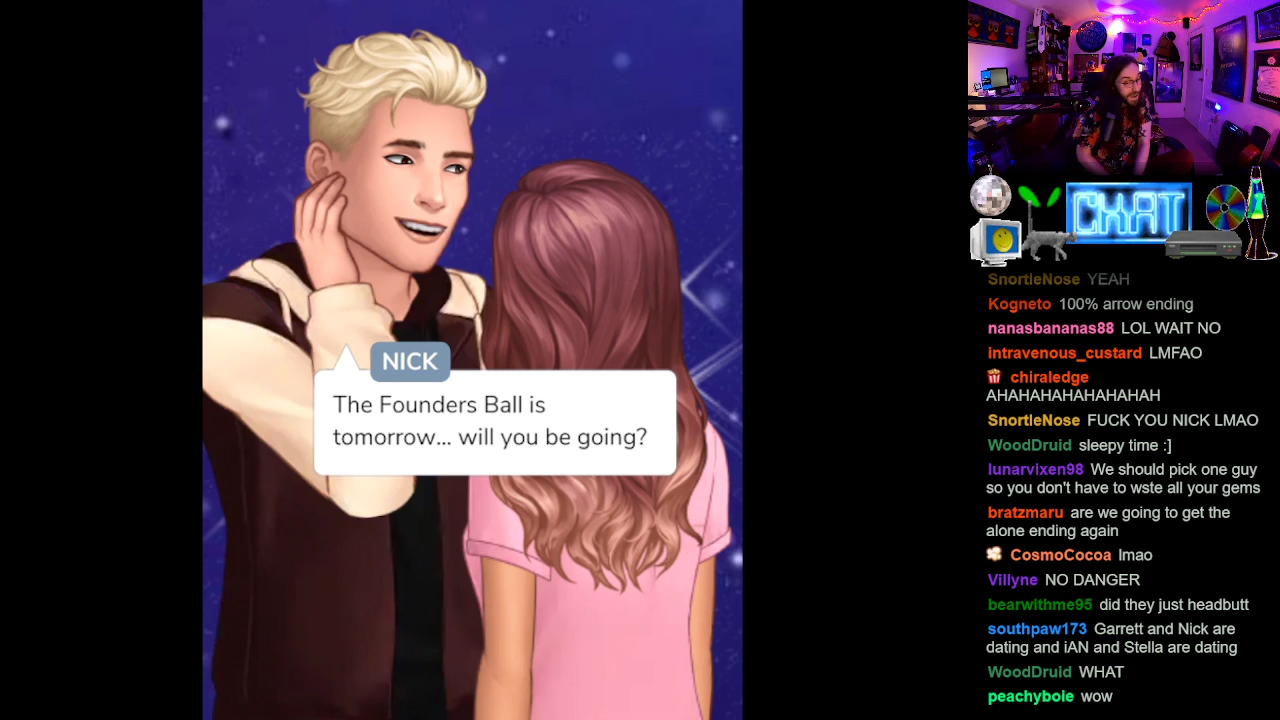 NICK
The Founders Ball is
tomorrow... will you be going?
CHAT
SnortleNose YEAH
Kogneto 100% arrow ending
nanasbananas88 LOL WAIT NO
intravenous_custard LMFAO
chiraledge
AHAHAHAHAHAHAHAH
SnortleNose FUCK YOU NICK LMAO
WoodDruid sleepy time :]
lunarvixen98 We should pick one guy
so you don't have to wste all your gems
bratzmaru are we going to get the
alone ending again
CosmoCocoa lmao
Villyne NO DANGER
bearwithme95 did they just headbutt
southpaw173 Garrett and Nick are
dating and iAN and Stella are dating
WoodDruid WHAT
peachybole wow